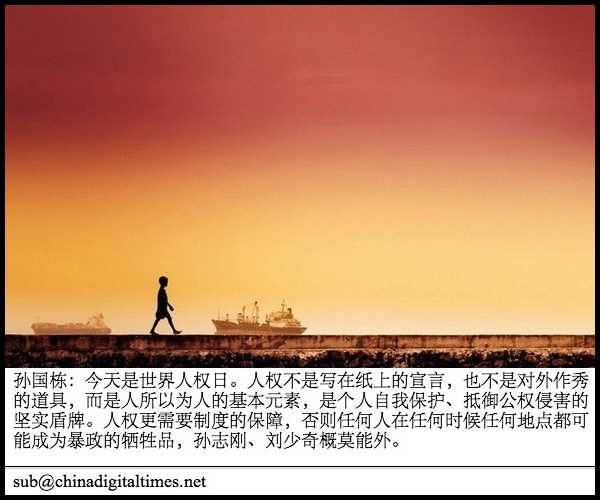 孙国栋：今天是世界人权日。人权不是写在纸上的宣言，也不是对外作秀
的道具，而是人所以为人的基本元素，是个人自我保护、抵御公权侵害的
坚实盾牌。人权更需要制度的保障，否则任何人在任何时候任何地点都可
能成为暴政的牺牲品，孙志刚、刘少奇概莫能外。
sub@chinadigitaltimes.net